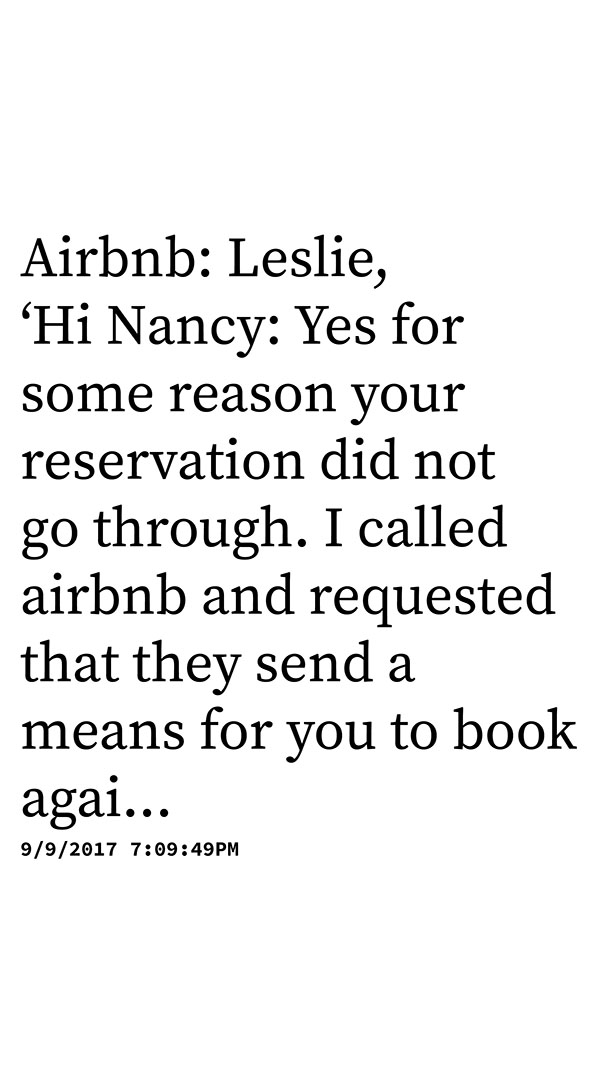 Airbnb: Leslie,
‘Hi Nancy: Yes for
some reason your
reservation did not
go through. I called
airbnb and requested
that they send a
means for you to book
agai...
9/9/2017 7:09:49PM